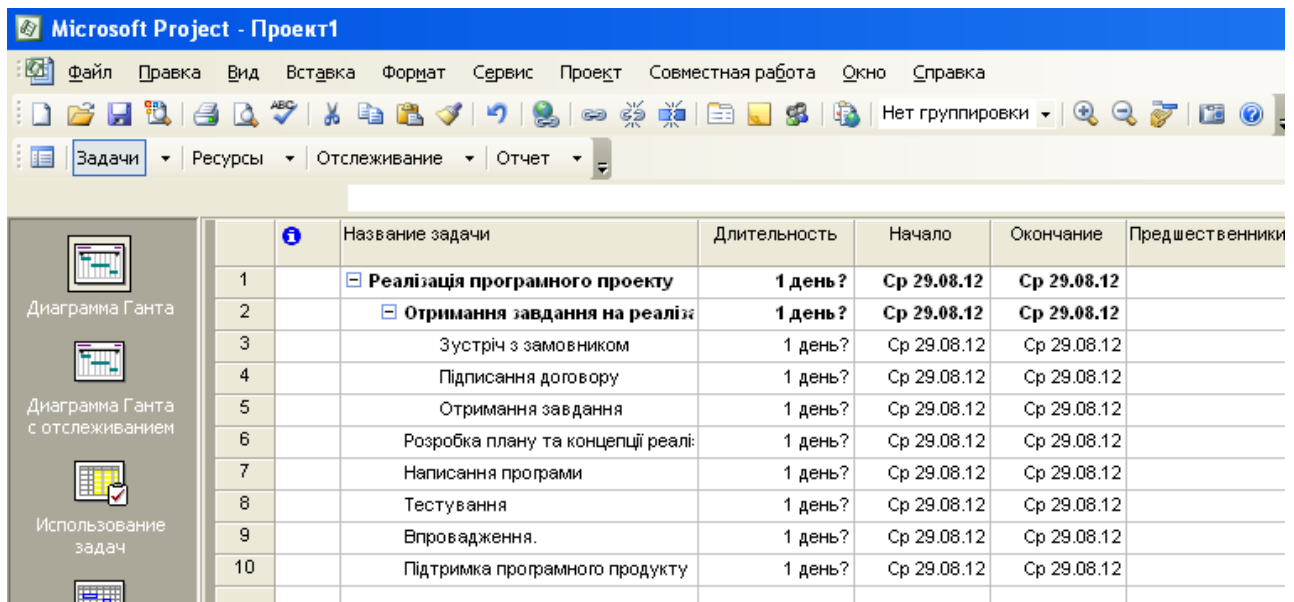 Microsoft Project - Проект1
Файл Правка Вид Вставка Формат Сервис Проект Совместная работа Окно Справка
ABC Нет группировки
Задачи Ресурсы Отслеживание Отчет
Название задачи Длительность Начало Окончание Предшественники
1 Реалізація програмного проекту 1 день? Ср 29.08.12 Ср 29.08.12
Диаграмма Ганта
2 Отримання завдання на реаліза 1 день? Ср 29.08.12 Ср 29.08.12
3 Зустріч з замовником 1 день? Ср 29.08.12 Ср 29.08.12
4 Підписання договору 1 день? Ср 29.08.12 Ср 29.08.12
Диаграмма Ганта
с отслеживанием
5 Отримання завдання 1 день? Ср 29.08.12 Ср 29.08.12
6 Розробка плану та концепції реалі 1 день? Ср 29.08.12 Ср 29.08.12
7 Написання програми 1 день? Ср 29.08.12 Ср 29.08.12
8 Тестування 1 день? Ср 29.08.12 Ср 29.08.12
Использование
задач
9 Впровадження. 1 день? Ср 29.08.12 Ср 29.08.12
10 Підтримка програмного продукту 1 день? Ср 29.08.12 Ср 29.08.12